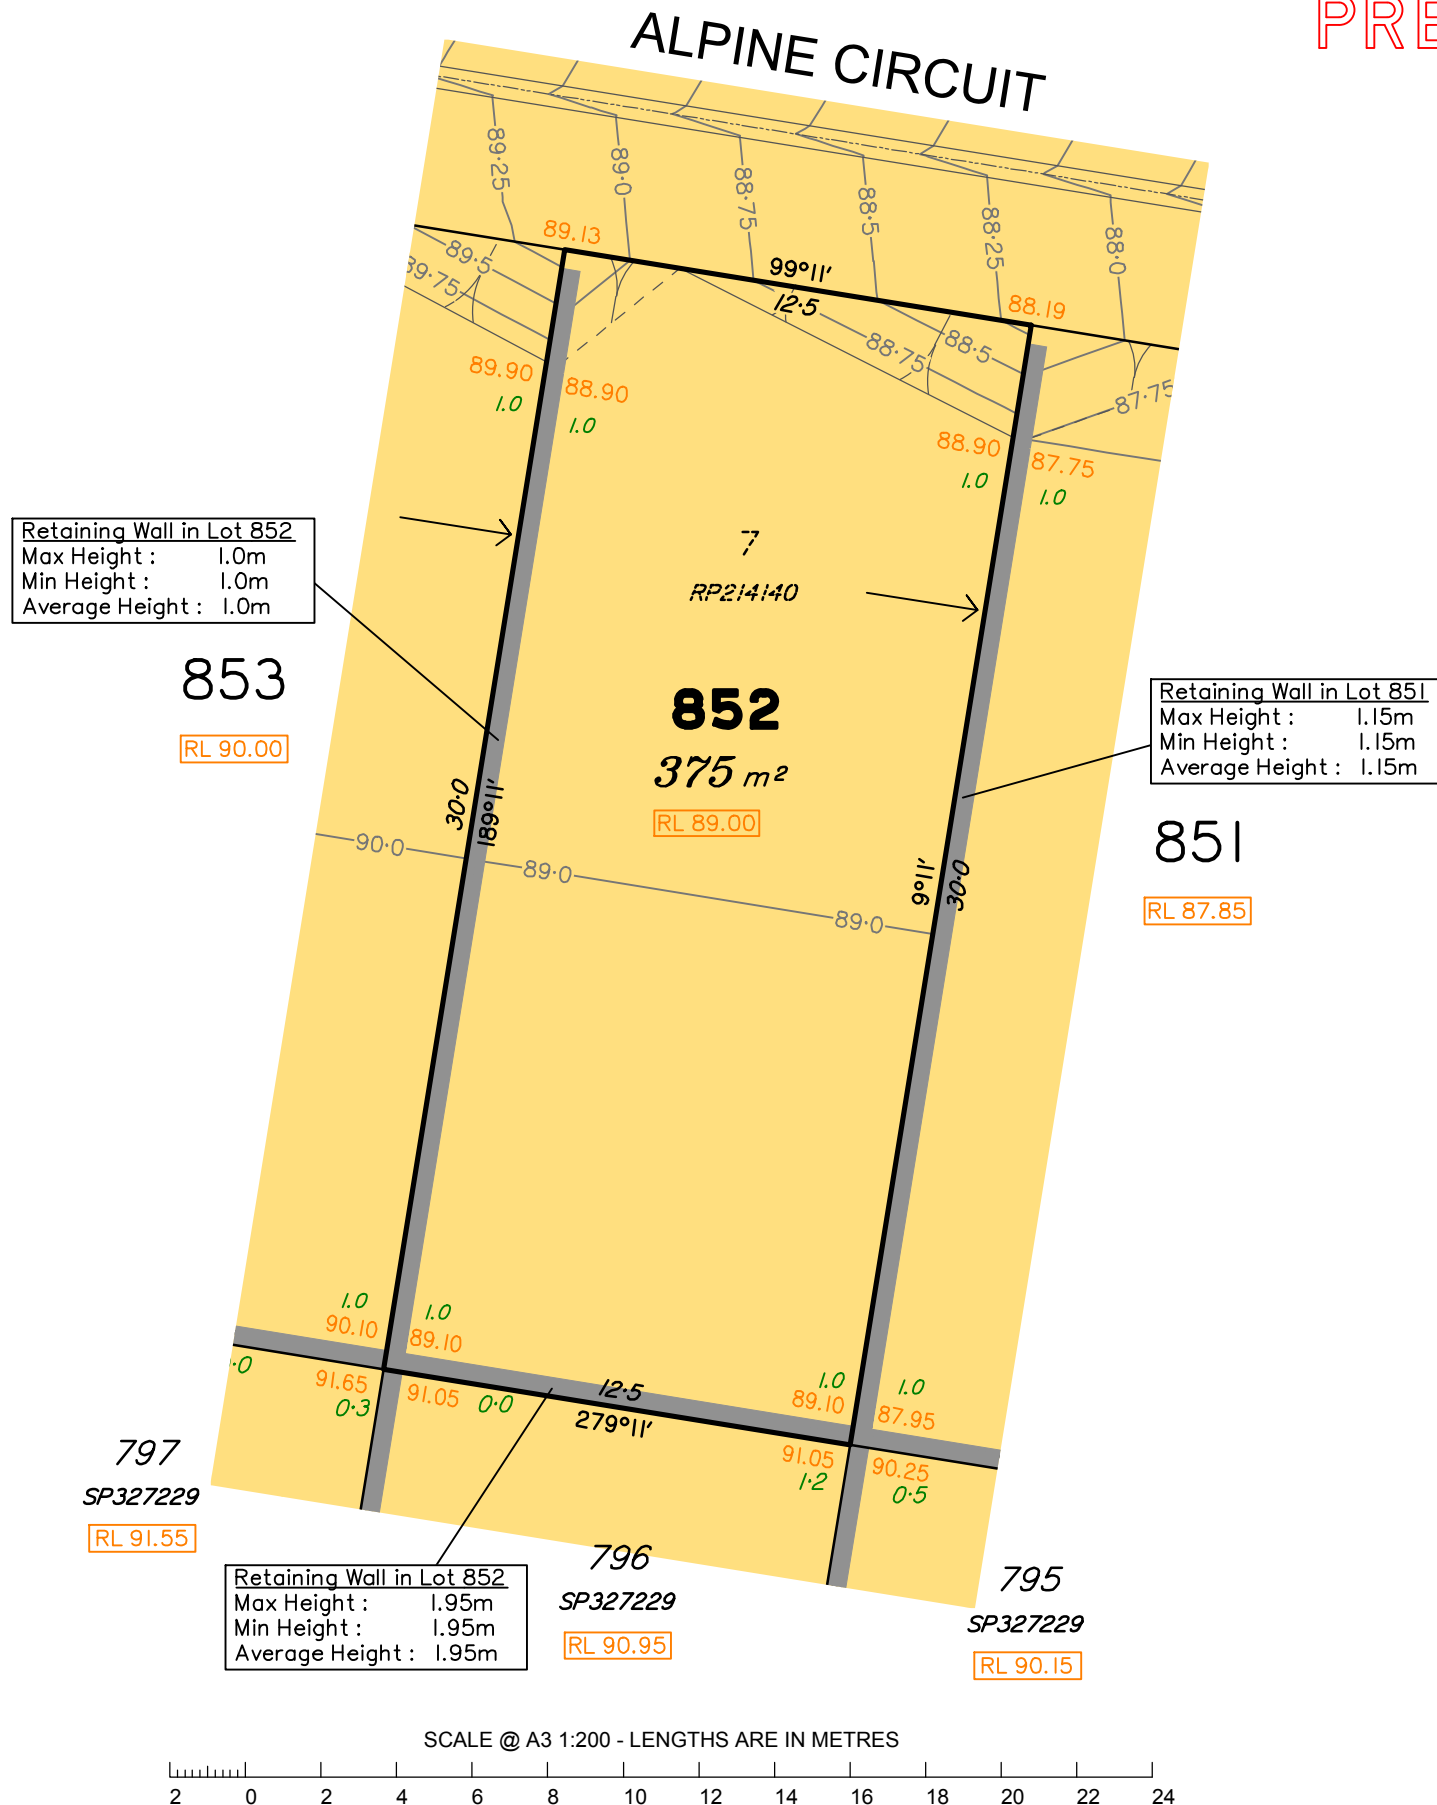 PRE
ALPINE CIRCUIT
89·25
89·0
88·75
88·5
88·25
88·0
89.13
99°11'
12·5
88.19
89·5
89·75
88·75
88·5
87·75
89.90
1.0
88.90
1.0
88.90
1.0
87.75
1.0
Retaining Wall in Lot 852
Max Height : 1.0m
Min Height : 1.0m
Average Height : 1.0m
7
RP214140
853
RL 90.00
852
375 m²
RL 89.00
Retaining Wall in Lot 851
Max Height : 1.15m
Min Height : 1.15m
Average Height : 1.15m
851
RL 87.85
30·0
189°11'
9°11'
30·0
90·0
89·0
89·0
1.0
90.10
1.0
89.10
·0
91.65
0·3
91.05
0·0
12·5
279°11'
1.0
89.10
1.0
87.95
91.05
1·2
90.25
0·5
797
SP327229
RL 91.55
Retaining Wall in Lot 852
Max Height : 1.95m
Min Height : 1.95m
Average Height : 1.95m
796
SP327229
RL 90.95
795
SP327229
RL 90.15
SCALE @ A3 1:200 - LENGTHS ARE IN METRES
2 0 2 4 6 8 10 12 14 16 18 20 22 24